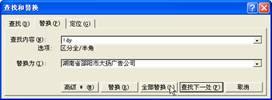 查找和替换
查找(D) 替换(P) 定位(G)
查找内容(N): ldy
选项: 区分全/半角
替换为(I): 湖南省邵阳市大扬广告公司
高级 ▼ (M) 替换(R) 全部替换(A) 查找下一处(F) 取消